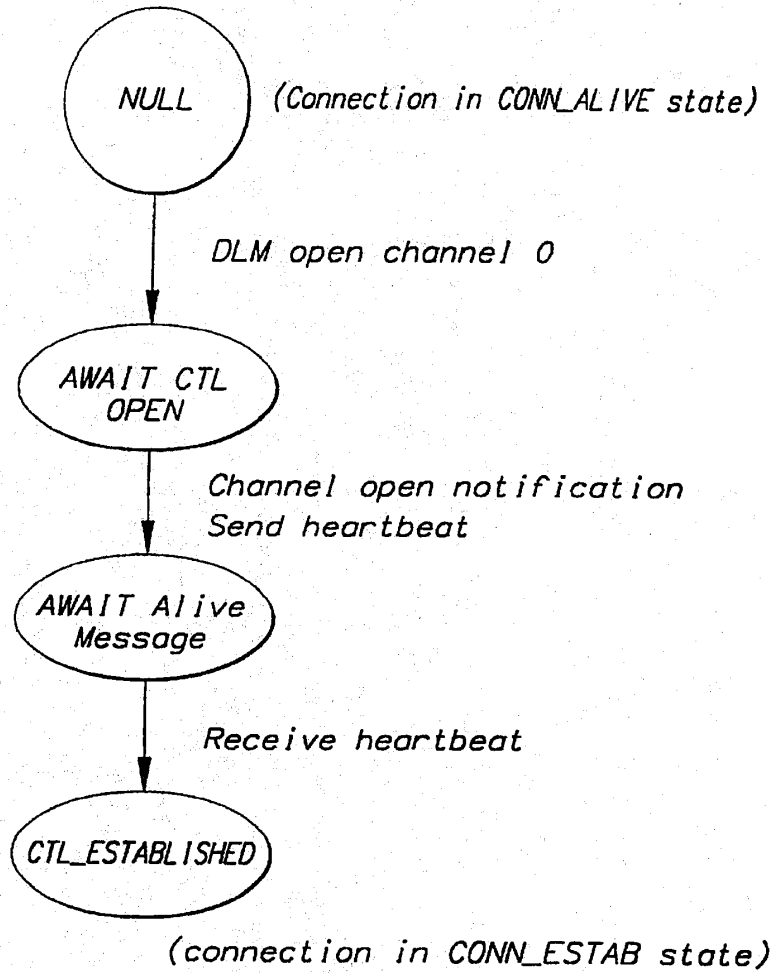 NULL (Connection in CONN_ALIVE state)
DLM open channel 0
AWAIT CTL
OPEN
Channel open notification
Send heartbeat
AWAIT Alive
Message
Receive heartbeat
CTL_ESTABLISHED
(connection in CONN_ESTAB state)